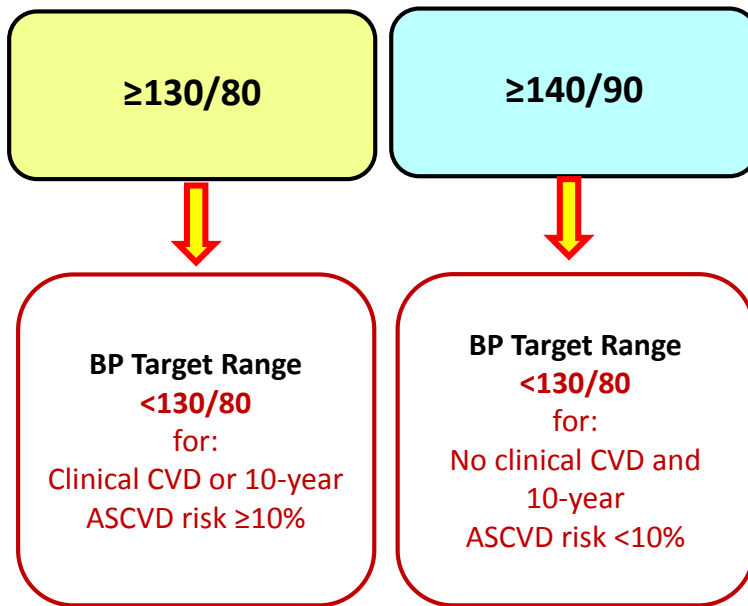 ≥130/80
≥140/90
BP Target Range
<130/80
for:
Clinical CVD or 10-year
ASCVD risk ≥10%
BP Target Range
<130/80
for:
No clinical CVD and
10-year
ASCVD risk <10%